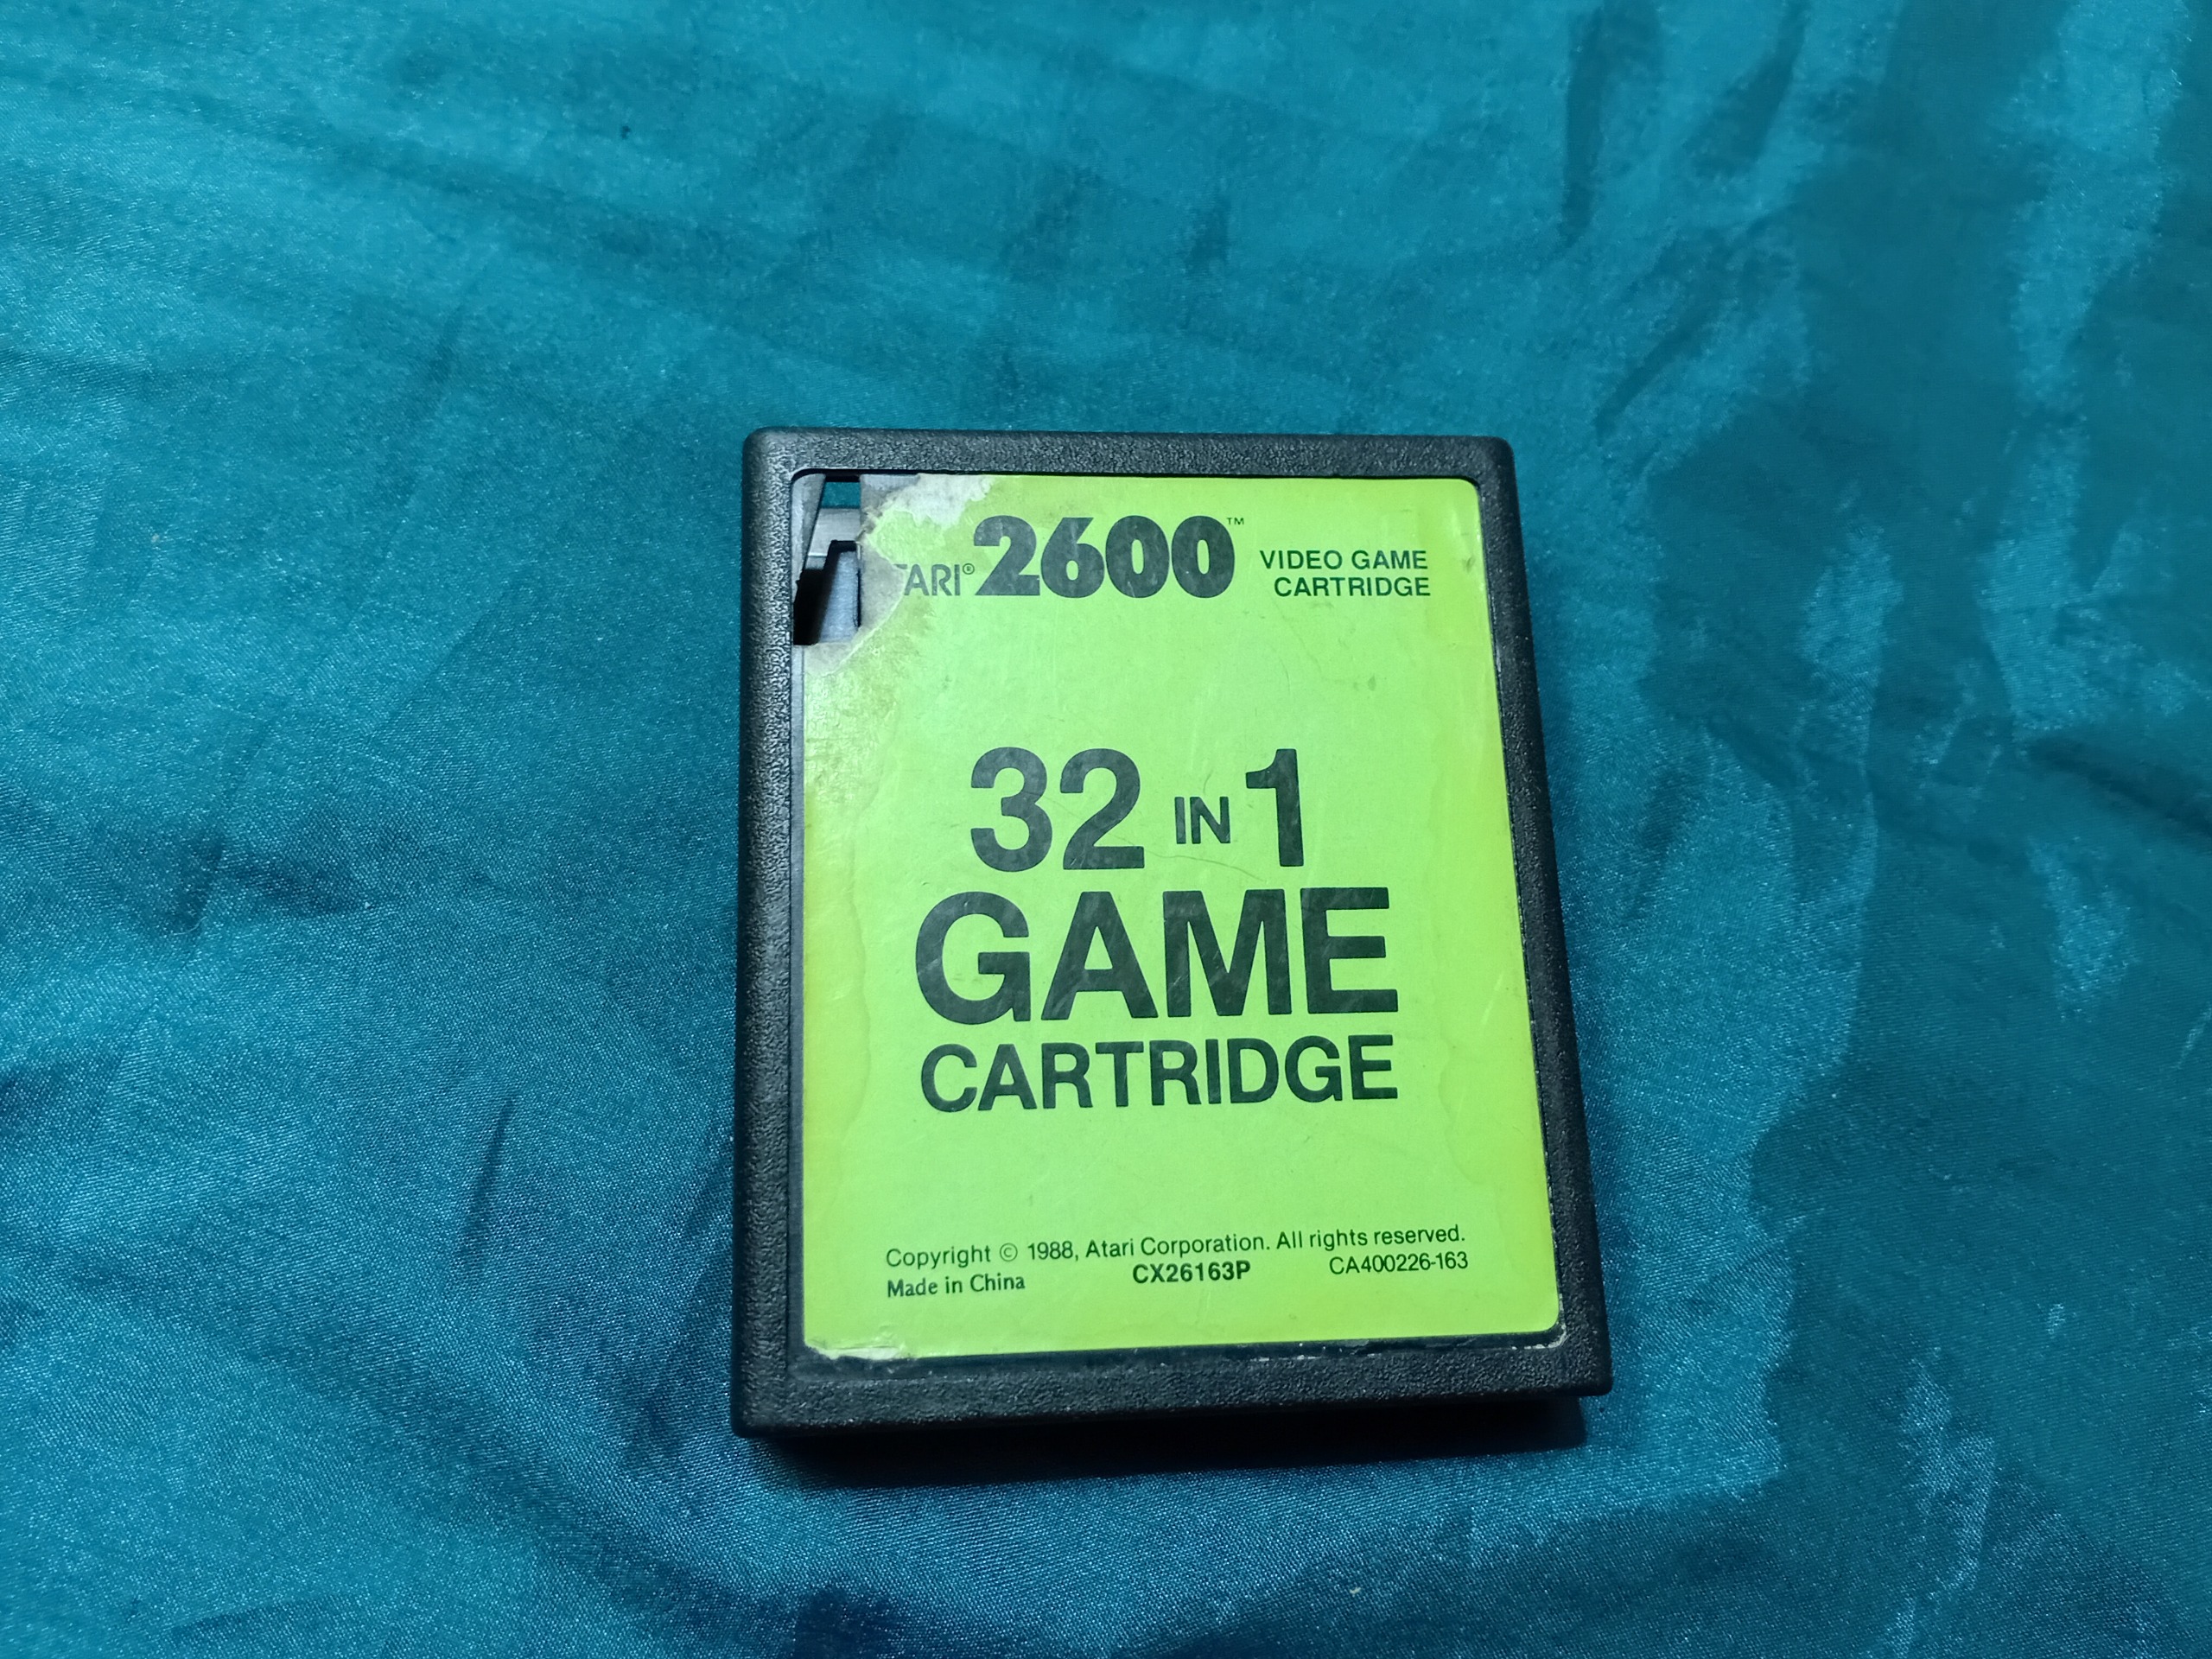 TARI® 2600™ VIDEO GAME
CARTRIDGE
32 IN 1
GAME
CARTRIDGE
Copyright © 1988, Atari Corporation. All rights reserved.
Made in China CX26163P CA400226-163